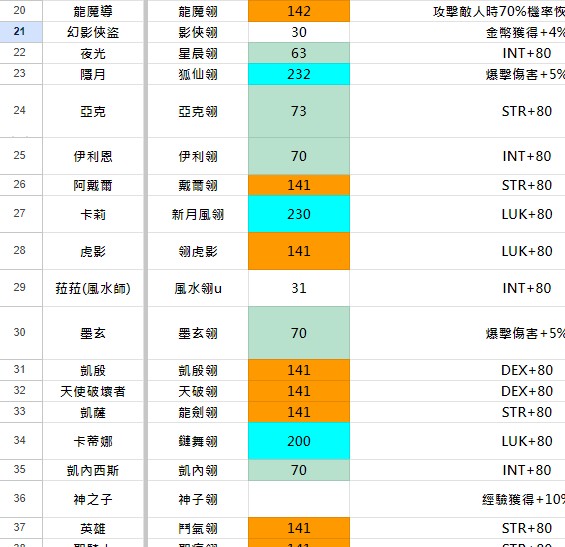 20 龍魔導 龍魔翎 142 攻擊敵人時70%機率恢
21 幻影俠盜 影俠翎 30 金幣獲得+4%
22 夜光 星晨翎 63 INT+80
23 隱月 狐仙翎 232 爆擊傷害+5%
24 亞克 亞克翎 73 STR+80
25 伊利恩 伊利翎 70 INT+80
26 阿戴爾 戴爾翎 141 STR+80
27 卡莉 新月風翎 230 LUK+80
28 虎影 翎虎影 141 LUK+80
29 菈菈(風水師) 風水翎u 31 INT+80
30 墨玄 墨玄翎 70 爆擊傷害+5%
31 凱殷 凱殷翎 141 DEX+80
32 天使破壞者 天破翎 141 DEX+80
33 凱薩 龍劍翎 141 STR+80
34 卡蒂娜 鏈舞翎 200 LUK+80
35 凱內西斯 凱內翎 70 INT+80
36 神之子 神子翎 經驗獲得+10%
37 英雄 鬥氣翎 141 STR+80
141 STR+80